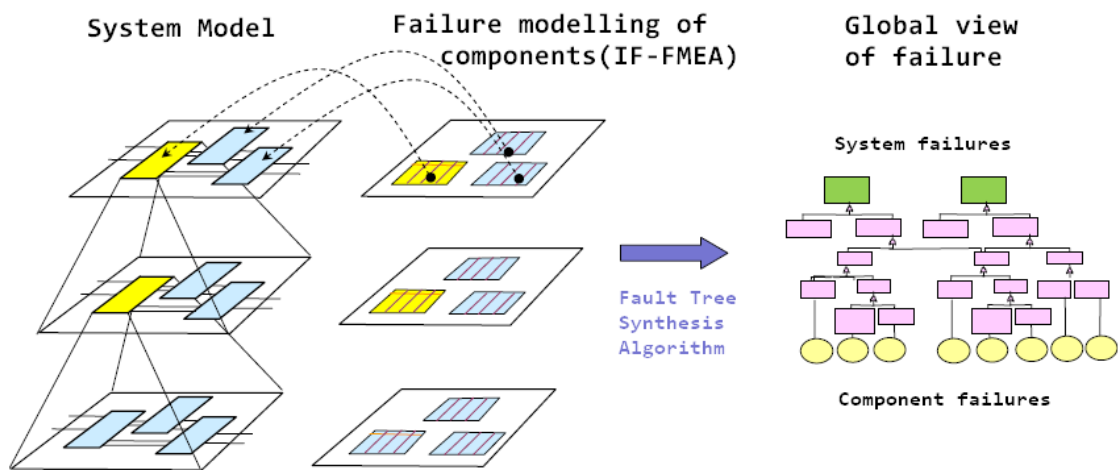 System Model
Failure modelling of
components(IF-FMEA)
Global view
of failure
System failures
Fault Tree
Synthesis
Algorithm
Component failures